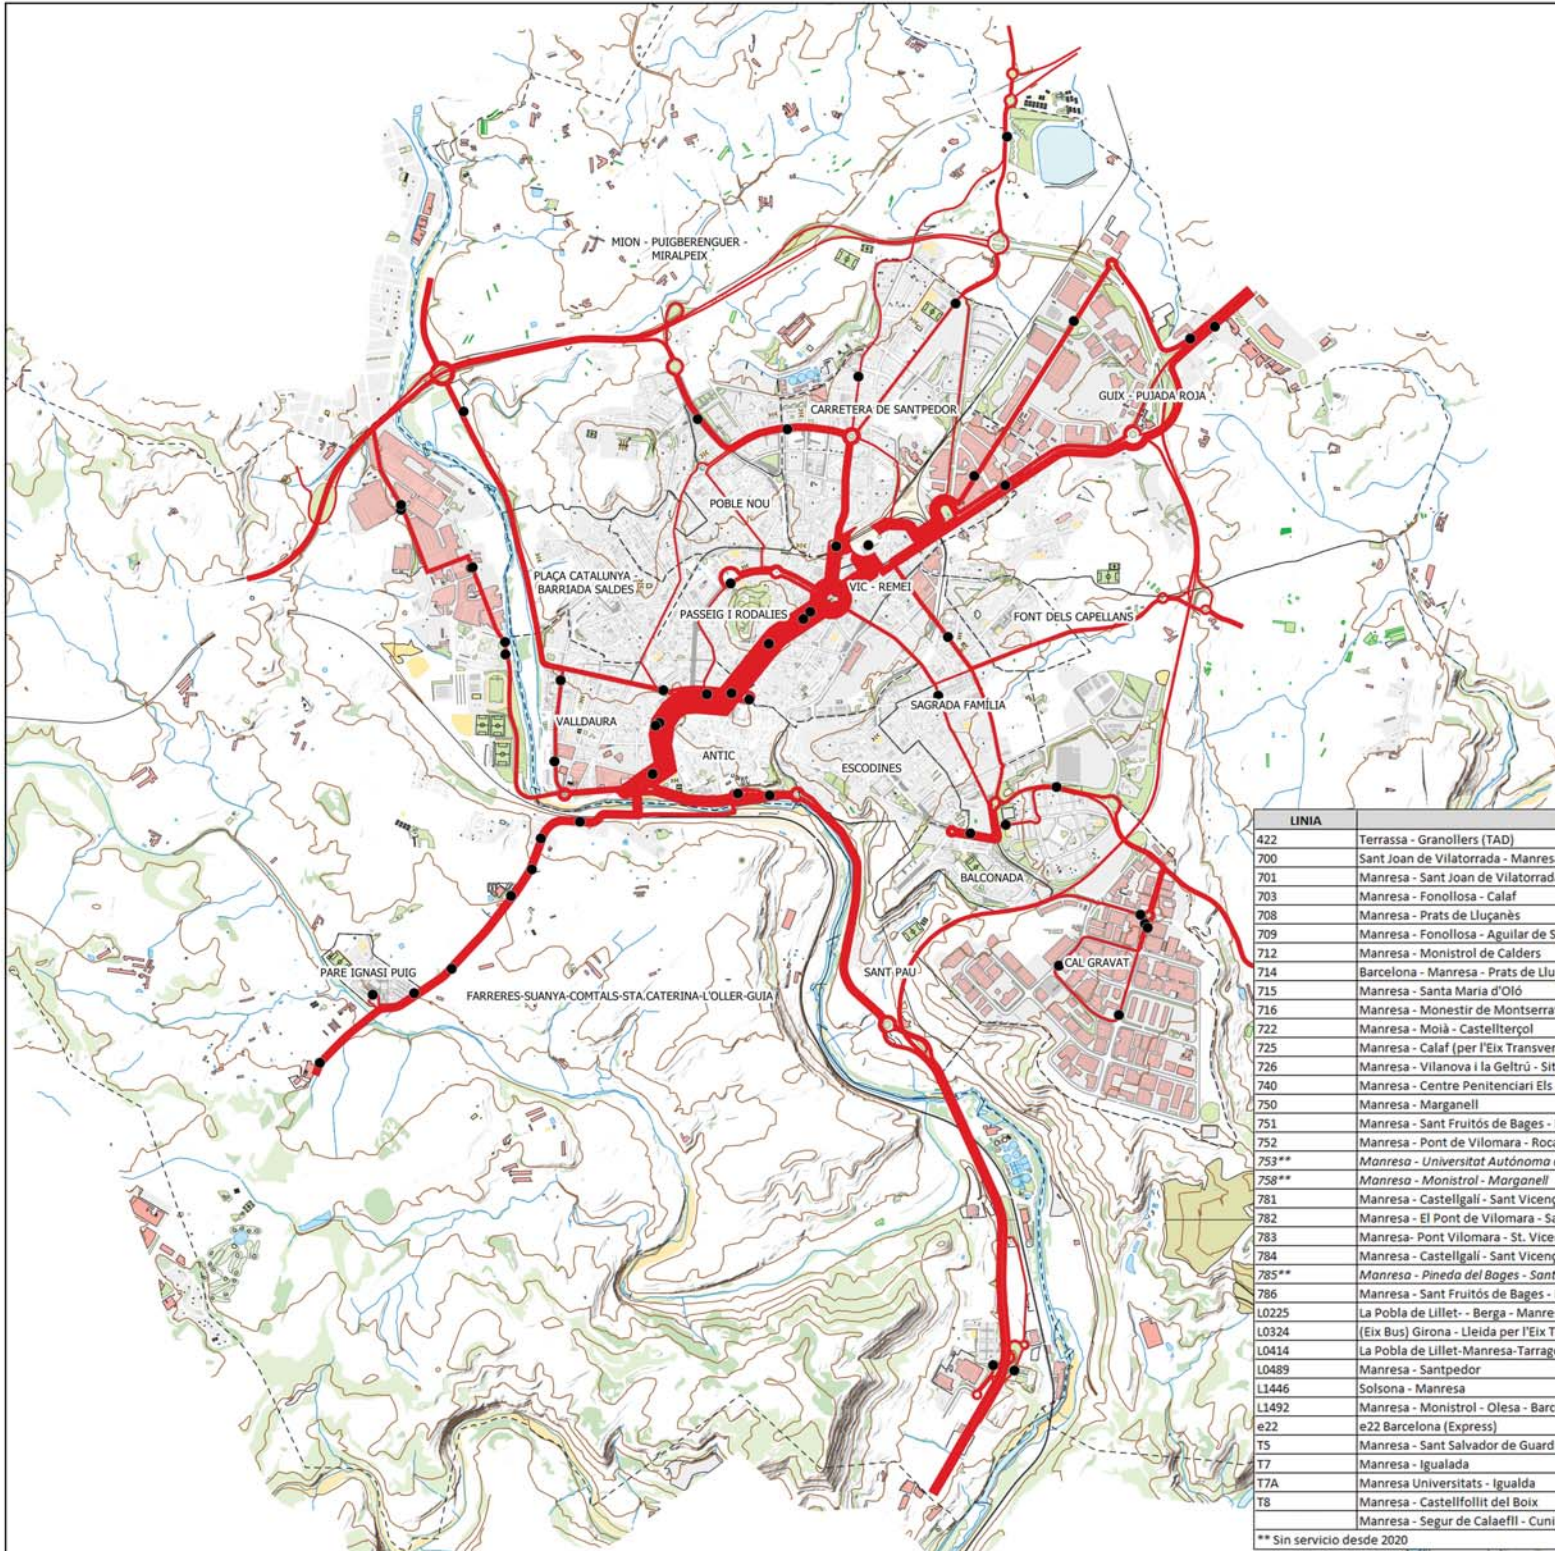 MION - PUIGBERENGUER -
MIRALPEIX
CARRETERA DE SANTPEDOR
GUIX - PUJADA ROJA
POBLE NOU
PLAÇA CATALUNYA -
BARRIADA SALDES
VIC - REMEI
PASSEIG I RODALIES
FONT DELS CAPELLANS
SAGRADA FAMÍLIA
VALLDAURA
ANTIC
ESCODINES
BALCONADA
CAL GRAVAT
SANT PAU
PARE IGNASI PUIG
FARRERES-SUANYA-COMTALS-STA.CATERINA-L'OLLER-GUIA
LINIA
422 Terrassa - Granollers (TAD)
700 Sant Joan de Vilatorrada - Manres
701 Manresa - Sant Joan de Vilatorrad
703 Manresa - Fonollosa - Calaf
708 Manresa - Prats de Lluçanès
709 Manresa - Fonollosa - Aguilar de S
712 Manresa - Monistrol de Calders
714 Barcelona - Manresa - Prats de Llu
715 Manresa - Santa Maria d'Oló
716 Manresa - Monestir de Montserra
722 Manresa - Moià - Castellterçol
725 Manresa - Calaf (per l'Eix Transver
726 Manresa - Vilanova i la Geltrú - Sit
740 Manresa - Centre Penitenciari Els
750 Manresa - Marganell
751 Manresa - Sant Fruitós de Bages -
752 Manresa - Pont de Vilomara - Roca
753** Manresa - Universitat Autónoma
758** Manresa - Monistrol - Marganell
781 Manresa - Castellgalí - Sant Vicenç
782 Manresa - El Pont de Vilomara - Sa
783 Manresa- Pont Vilomara - St. Vice
784 Manresa - Castellgalí - Sant Vicenç
785** Manresa - Pineda del Bages - Sant
786 Manresa - Sant Fruitós de Bages -
L0225 La Pobla de Lillet- - Berga - Manre
L0324 (Eix Bus) Girona - Lleida per l'Eix T
L0414 La Pobla de Lillet-Manresa-Tarrag
L0489 Manresa - Santpedor
L1446 Solsona - Manresa
L1492 Manresa - Monistrol - Olesa - Barc
e22 e22 Barcelona (Express)
T5 Manresa - Sant Salvador de Guard
T7 Manresa - Igualada
T7A Manresa Universitats - Igualda
T8 Manresa - Castellfollit del Boix
Manresa - Segur de Calaefll - Cuni
** Sin servicio desde 2020